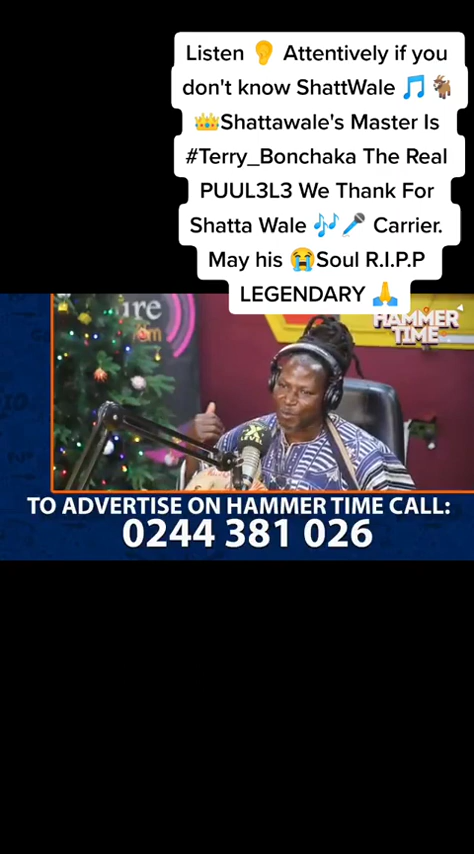 Listen 👂 Attentively if you
don't know ShattWale 🎵🐐
👑Shattawale's Master Is
#Terry_Bonchaka The Real
PUUL3L3 We Thank For
Shatta Wale 🎶🎤 Carrier.
May his 😭Soul R.I.P.P
LEGENDARY 🙏
HAMMER
TIME
TO ADVERTISE ON HAMMER TIME CALL:
0244 381 026